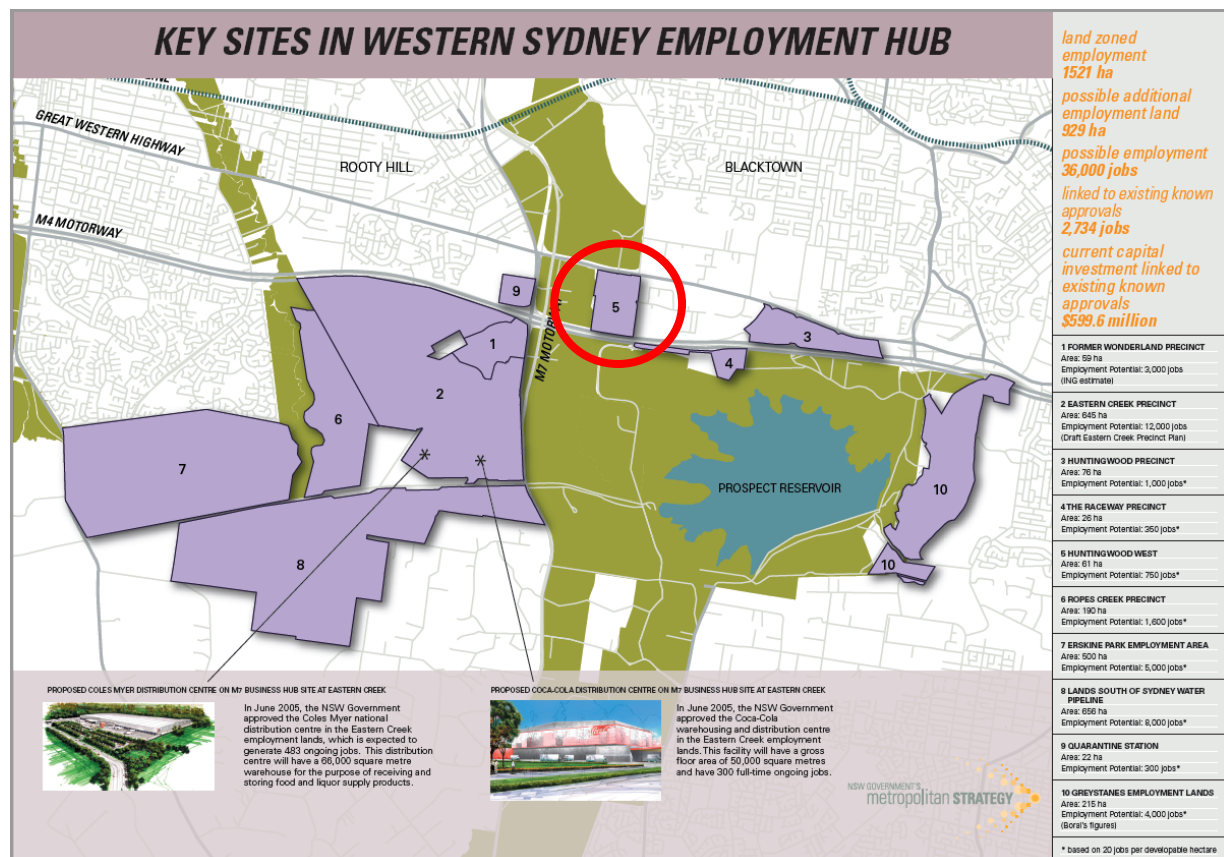 KEY SITES IN WESTERN SYDNEY EMPLOYMENT HUB
GREAT WESTERN HIGHWAY
ROOTY HILL
BLACKTOWN
M4 MOTORWAY
M7 MOTORWAY
9
5
1
3
4
2
6
7
10
PROSPECT RESERVOIR
8
10
PROPOSED COLES MYER DISTRIBUTION CENTRE ON M7 BUSINESS HUB SITE AT EASTERN CREEK
In June 2005, the NSW Government
approved the Coles Myer national
distribution centre in the Eastern Creek
employment lands, which is expected to
generate 483 ongoing jobs. This distribution
centre will have a 66,000 square metre
warehouse for the purpose of receiving and
storing food and liquor supply products.
PROPOSED COCA-COLA DISTRIBUTION CENTRE ON M7 BUSINESS HUB SITE AT EASTERN CREEK
In June 2005, the NSW Government
approved the Coca-Cola
warehousing and distribution centre
in the Eastern Creek employment
lands. This facility will have a gross
floor area of 50,000 square metres
and have 300 full-time ongoing jobs.
NSW GOVERNMENT'S
metropolitan STRATEGY
land zoned
employment
1521 ha
possible additional
employment land
929 ha
possible employment
36,000 jobs
linked to existing known
approvals
2,734 jobs
current capital
investment linked to
existing known
approvals
$599.6 million
1 FORMER WONDERLAND PRECINCT
Area: 59 ha
Employment Potential: 3,000 jobs
(ING estimate)
2 EASTERN CREEK PRECINCT
Area: 645 ha
Employment Potential: 12,000 jobs
(Draft Eastern Creek Precinct Plan)
3 HUNTINGWOOD PRECINCT
Area: 76 ha
Employment Potential: 1,000 jobs*
4 THE RACEWAY PRECINCT
Area: 26 ha
Employment Potential: 350 jobs*
5 HUNTINGWOOD WEST
Area: 61 ha
Employment Potential: 750 jobs*
6 ROPES CREEK PRECINCT
Area: 190 ha
Employment Potential: 1,600 jobs*
7 ERSKINE PARK EMPLOYMENT AREA
Area: 500 ha
Employment Potential: 5,000 jobs*
8 LANDS SOUTH OF SYDNEY WATER
PIPELINE
Area: 656 ha
Employment Potential: 8,000 jobs*
9 QUARANTINE STATION
Area: 22 ha
Employment Potential: 300 jobs*
10 GREYSTANES EMPLOYMENT LANDS
Area: 215 ha
Employment Potential: 4,000 jobs*
(Boral's figures)
* based on 20 jobs per developable hectare